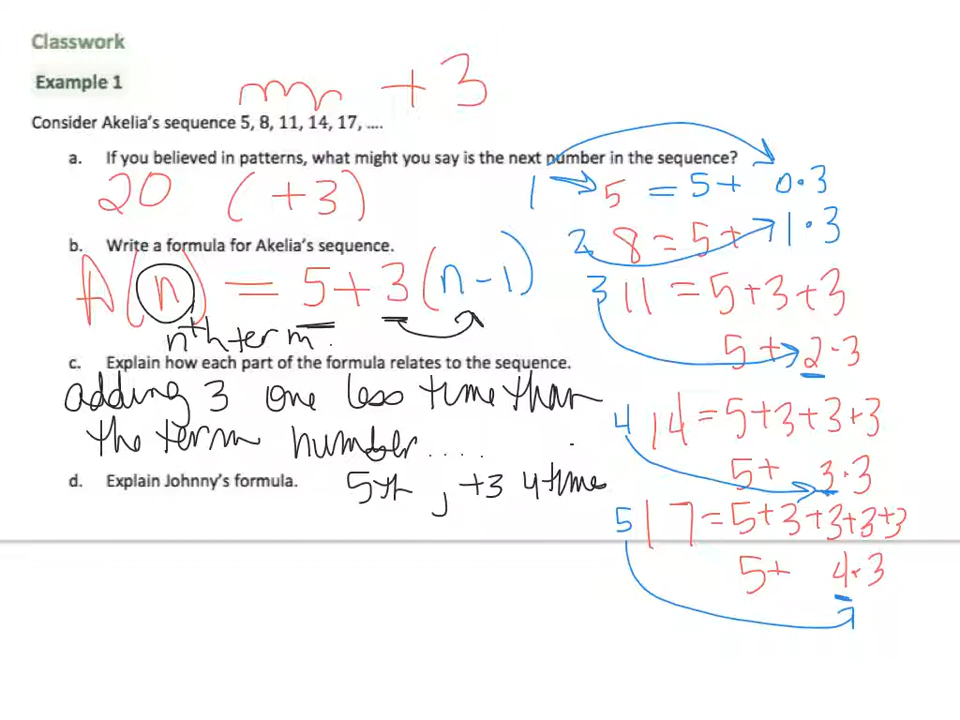 Classwork
Example 1
+ 3
Consider Akelia's sequence 5, 8, 11, 14, 17, ....
a. If you believed in patterns, what might you say is the next number in the sequence?
20 (+3)
b. Write a formula for Akelia's sequence.
A(n) = 5+3(n-1)
nth term.
c. Explain how each part of the formula relates to the sequence.
adding 3 one less time than
the term number....
d. Explain Johnny's formula.
5th, +3 4 times
1 5 = 5+ 0·3
2 8 = 5+ 1·3
3 11 = 5+3+3
5 + 2·3
4 14 = 5+3+3+3
5+ 3·3
5 17 = 5+3+3+3+3
5+ 4·3